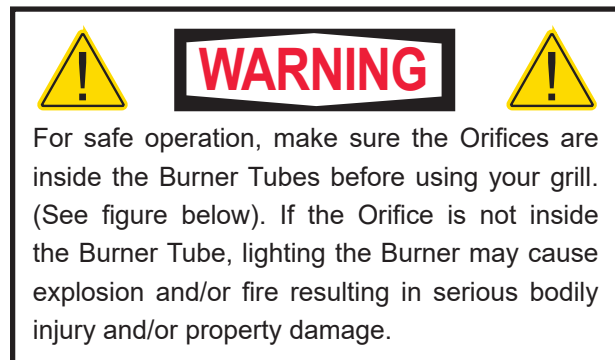 WARNING
For safe operation, make sure the Orifices are
inside the Burner Tubes before using your grill.
(See figure below). If the Orifice is not inside
the Burner Tube, lighting the Burner may cause
explosion and/or fire resulting in serious bodily
injury and/or property damage.